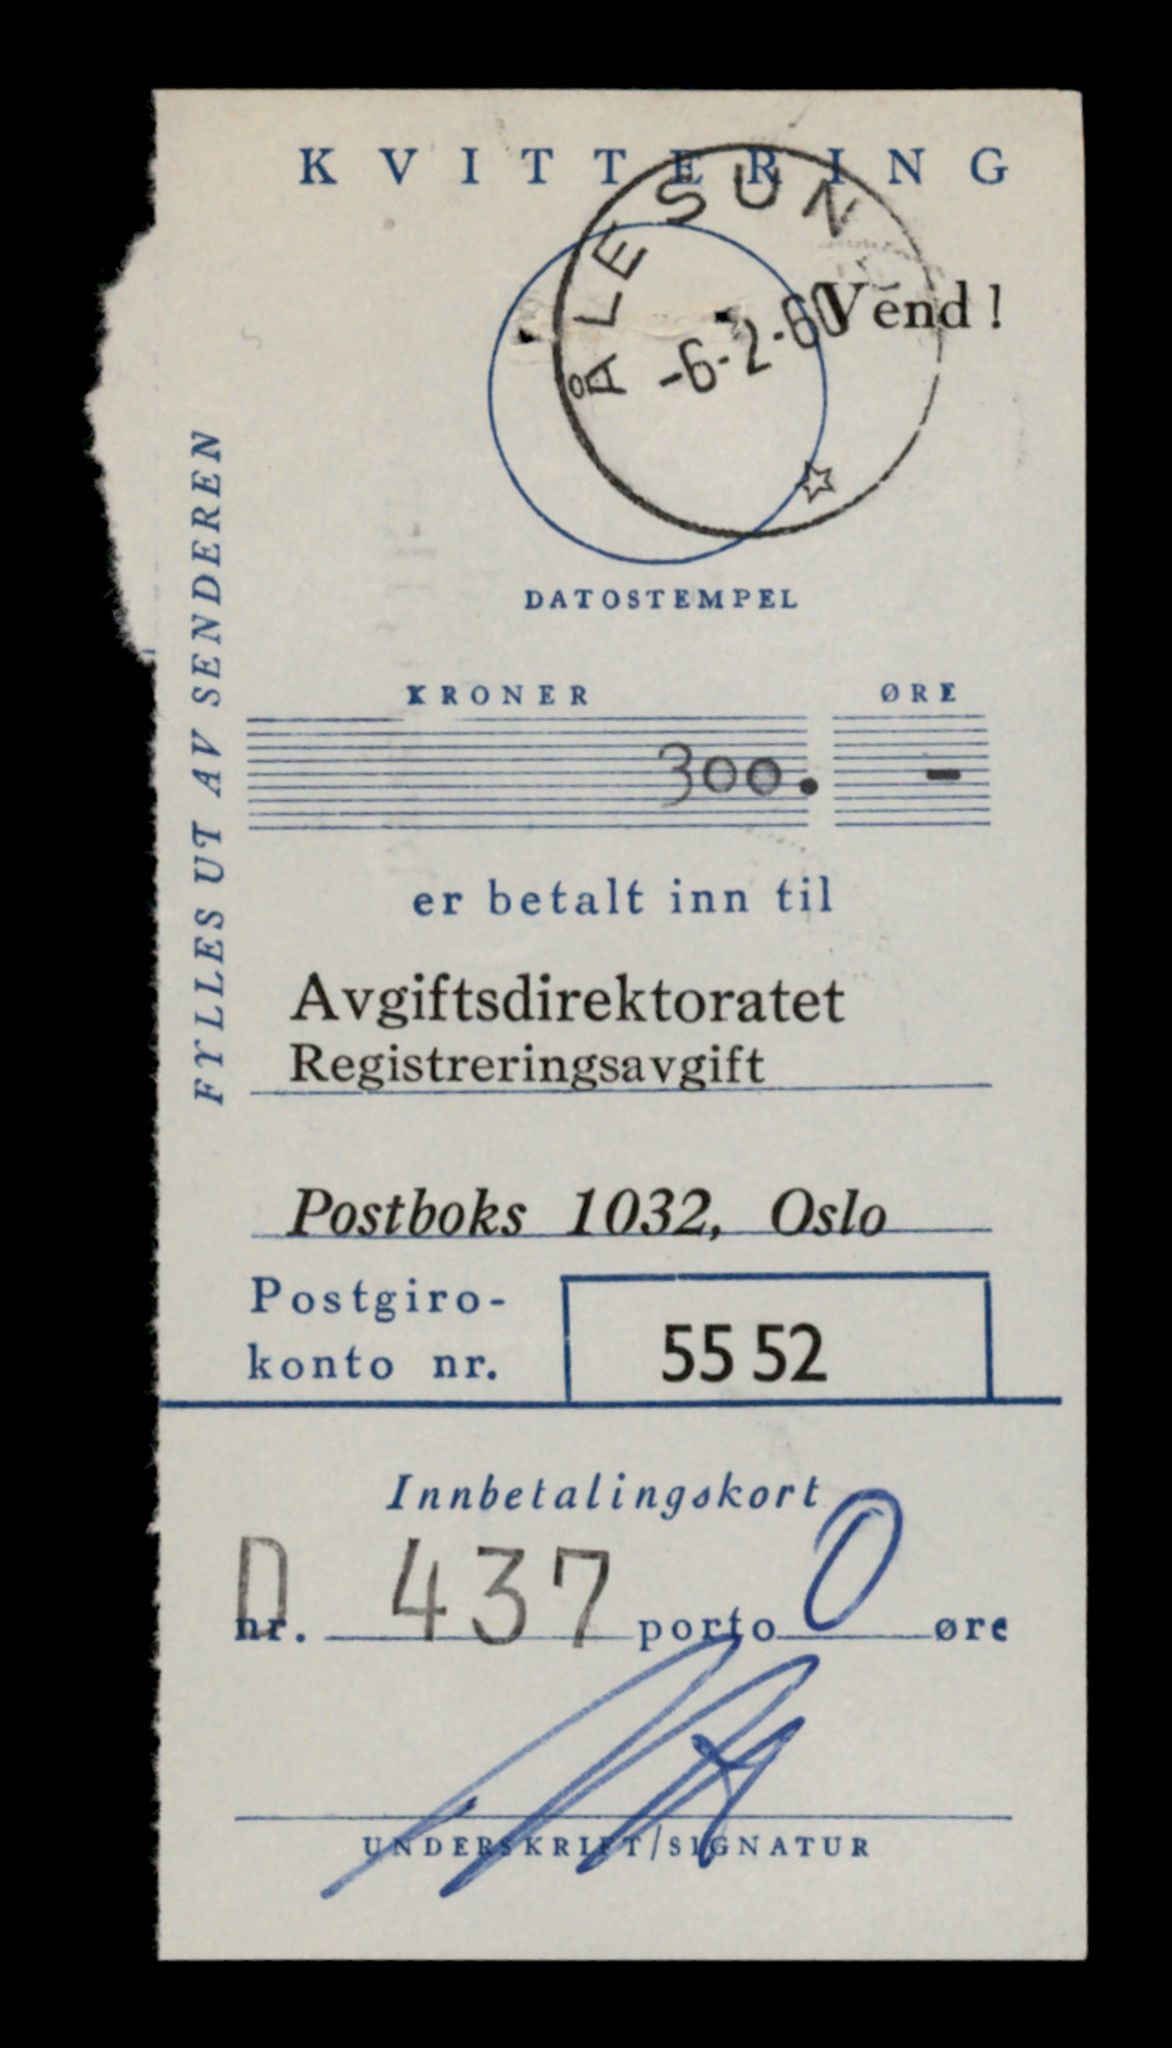 KVITTERING
ÅLESUN
-6-2-60
Vend!
DATOSTEMPEL
FYLLES UT AV SENDEREN
KRONER ØRE
300. -
er betalt inn til
Avgiftsdirektoratet
Registreringsavgift
Postboks 1032, Oslo
Postgiro-
konto nr. 55 52
Innbetalingskort
D
nr. 437 porto 0 øre
UNDERSKRIFT/SIGNATUR